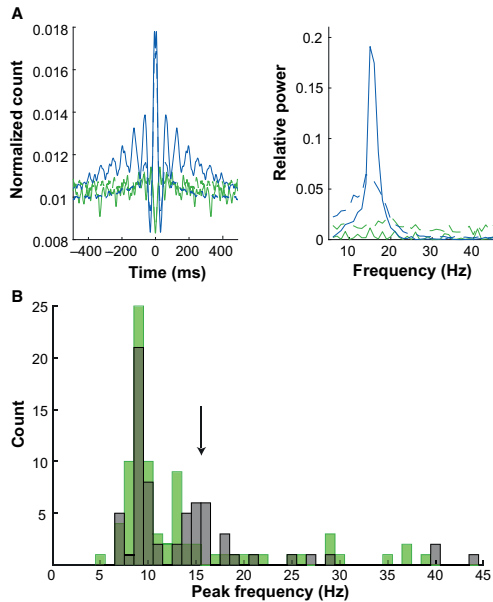 A
Normalized count
0.018
0.016
0.014
0.012
0.01
0.008
−400 −200 0 200 400
Time (ms)
Relative power
0.2
0.15
0.1
0.05
0
10 20 30 40
Frequency (Hz)
B
Count
25
20
15
10
5
0 5 10 15 20 25 30 35 40 45
Peak frequency (Hz)